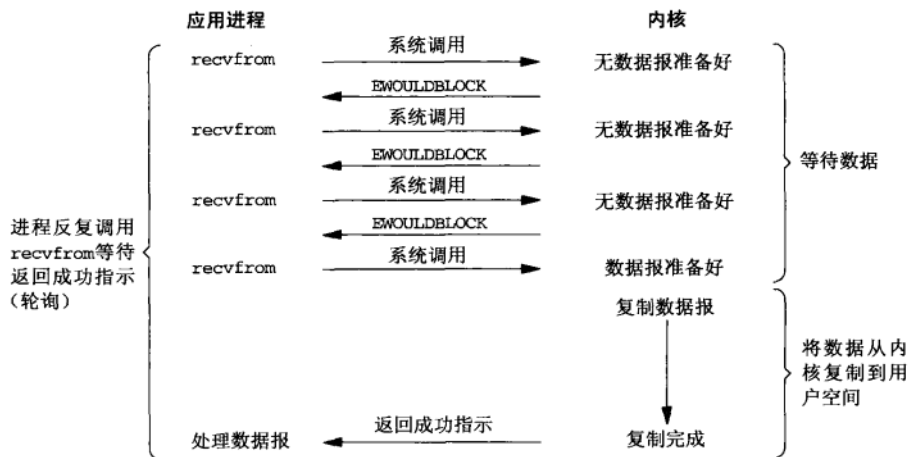 应用进程
内核
recvfrom
系统调用
无数据报准备好
EWOULDBLOCK
recvfrom
系统调用
无数据报准备好
EWOULDBLOCK
recvfrom
系统调用
无数据报准备好
EWOULDBLOCK
recvfrom
系统调用
数据报准备好
等待数据
进程反复调用
recvfrom等待
返回成功指示
(轮询)
复制数据报
将数据从内
核复制到用
户空间
处理数据报
返回成功指示
复制完成